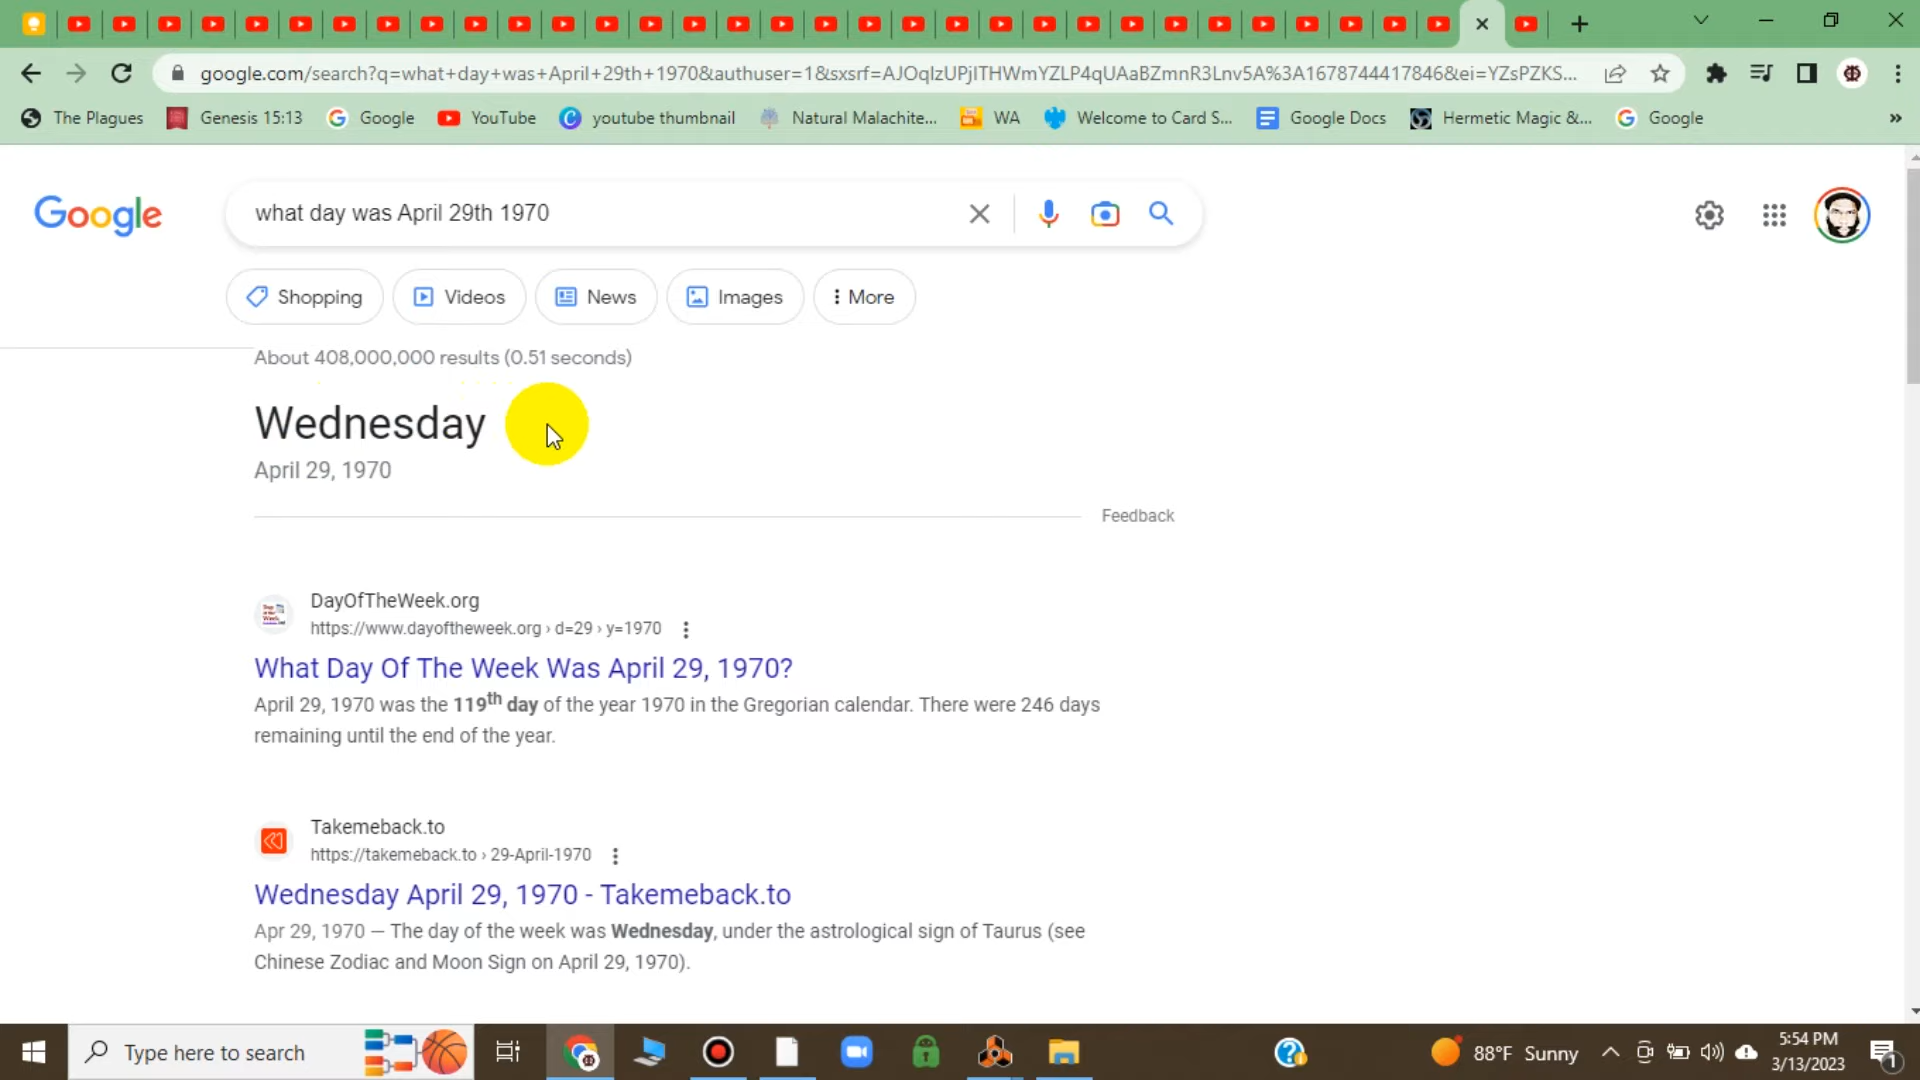 google.com/search?q=what+day+was+April+29th+1970&authuser=1&sxsrf=AJOqlzUPjITHWmYZLP4qUAaBZmnR3Lnv5A%3A1678744417846&ei=YZsPZKS...
The Plagues
Genesis 15:13
Google
YouTube
youtube thumbnail
Natural Malachite...
WA
Welcome to Card S...
Google Docs
Hermetic Magic &...
Google
»
Google
what day was April 29th 1970
Shopping
Videos
News
Images
More
About 408,000,000 results (0.51 seconds)
Wednesday
April 29, 1970
Feedback
DayOfTheWeek.org
https://www.dayoftheweek.org › d=29 › y=1970
What Day Of The Week Was April 29, 1970?
April 29, 1970 was the 119th day of the year 1970 in the Gregorian calendar. There were 246 days
remaining until the end of the year.
Takemeback.to
https://takemeback.to › 29-April-1970
Wednesday April 29, 1970 - Takemeback.to
Apr 29, 1970 — The day of the week was Wednesday, under the astrological sign of Taurus (see
Chinese Zodiac and Moon Sign on April 29, 1970).
Type here to search
88°F Sunny
5:54 PM
3/13/2023
1